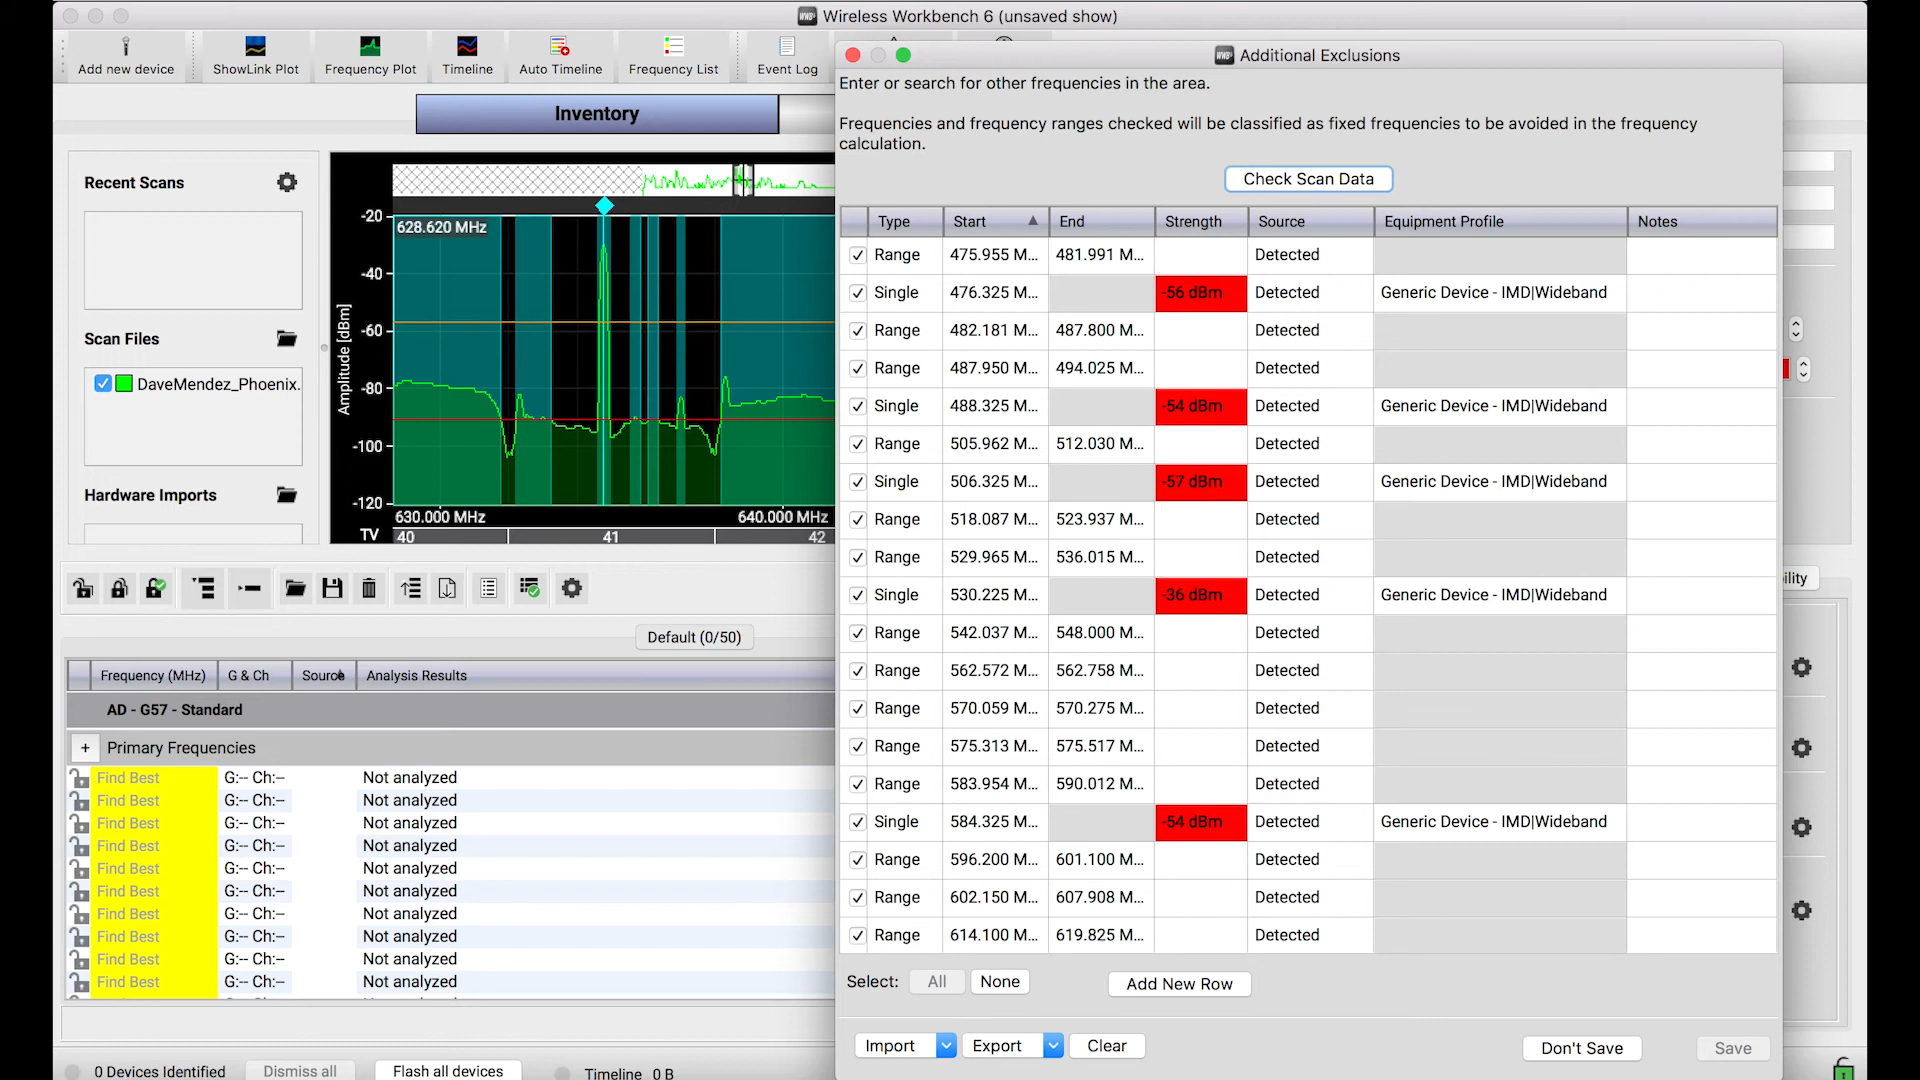 Wireless Workbench 6 (unsaved show)
Add new device
ShowLink Plot
Frequency Plot
Timeline
Auto Timeline
Frequency List
Event Log
Inventory
Recent Scans
Scan Files
DaveMendez_Phoenix.
Hardware Imports
628.620 MHz
Amplitude [dBm]
-20
-40
-60
-80
-100
-120
630.000 MHz
640.000 MHz
TV 40 41 42
Default (0/50)
Frequency (MHz) G & Ch Source Analysis Results
AD - G57 - Standard
+ Primary Frequencies
Find Best G:-- Ch:-- Not analyzed
Find Best G:-- Ch:-- Not analyzed
Find Best G:-- Ch:-- Not analyzed
Find Best G:-- Ch:-- Not analyzed
Find Best G:-- Ch:-- Not analyzed
Find Best G:-- Ch:-- Not analyzed
Find Best G:-- Ch:-- Not analyzed
Find Best G:-- Ch:-- Not analyzed
Find Best G:-- Ch:-- Not analyzed
Find Best G:-- Ch:-- Not analyzed
0 Devices Identified
Dismiss all
Flash all devices
Timeline 0 B
Additional Exclusions
Enter or search for other frequencies in the area.
Frequencies and frequency ranges checked will be classified as fixed frequencies to be avoided in the frequency
calculation.
Check Scan Data
Type Start End Strength Source Equipment Profile Notes
Range 475.955 M... 481.991 M... Detected
Single 476.325 M... -56 dBm Detected Generic Device - IMD|Wideband
Range 482.181 M... 487.800 M... Detected
Range 487.950 M... 494.025 M... Detected
Single 488.325 M... -54 dBm Detected Generic Device - IMD|Wideband
Range 505.962 M... 512.030 M... Detected
Single 506.325 M... -57 dBm Detected Generic Device - IMD|Wideband
Range 518.087 M... 523.937 M... Detected
Range 529.965 M... 536.015 M... Detected
Single 530.225 M... -36 dBm Detected Generic Device - IMD|Wideband
Range 542.037 M... 548.000 M... Detected
Range 562.572 M... 562.758 M... Detected
Range 570.059 M... 570.275 M... Detected
Range 575.313 M... 575.517 M... Detected
Range 583.954 M... 590.012 M... Detected
Single 584.325 M... -54 dBm Detected Generic Device - IMD|Wideband
Range 596.200 M... 601.100 M... Detected
Range 602.150 M... 607.908 M... Detected
Range 614.100 M... 619.825 M... Detected
Select: All None
Add New Row
Import
Export
Clear
Don't Save
Save
ility